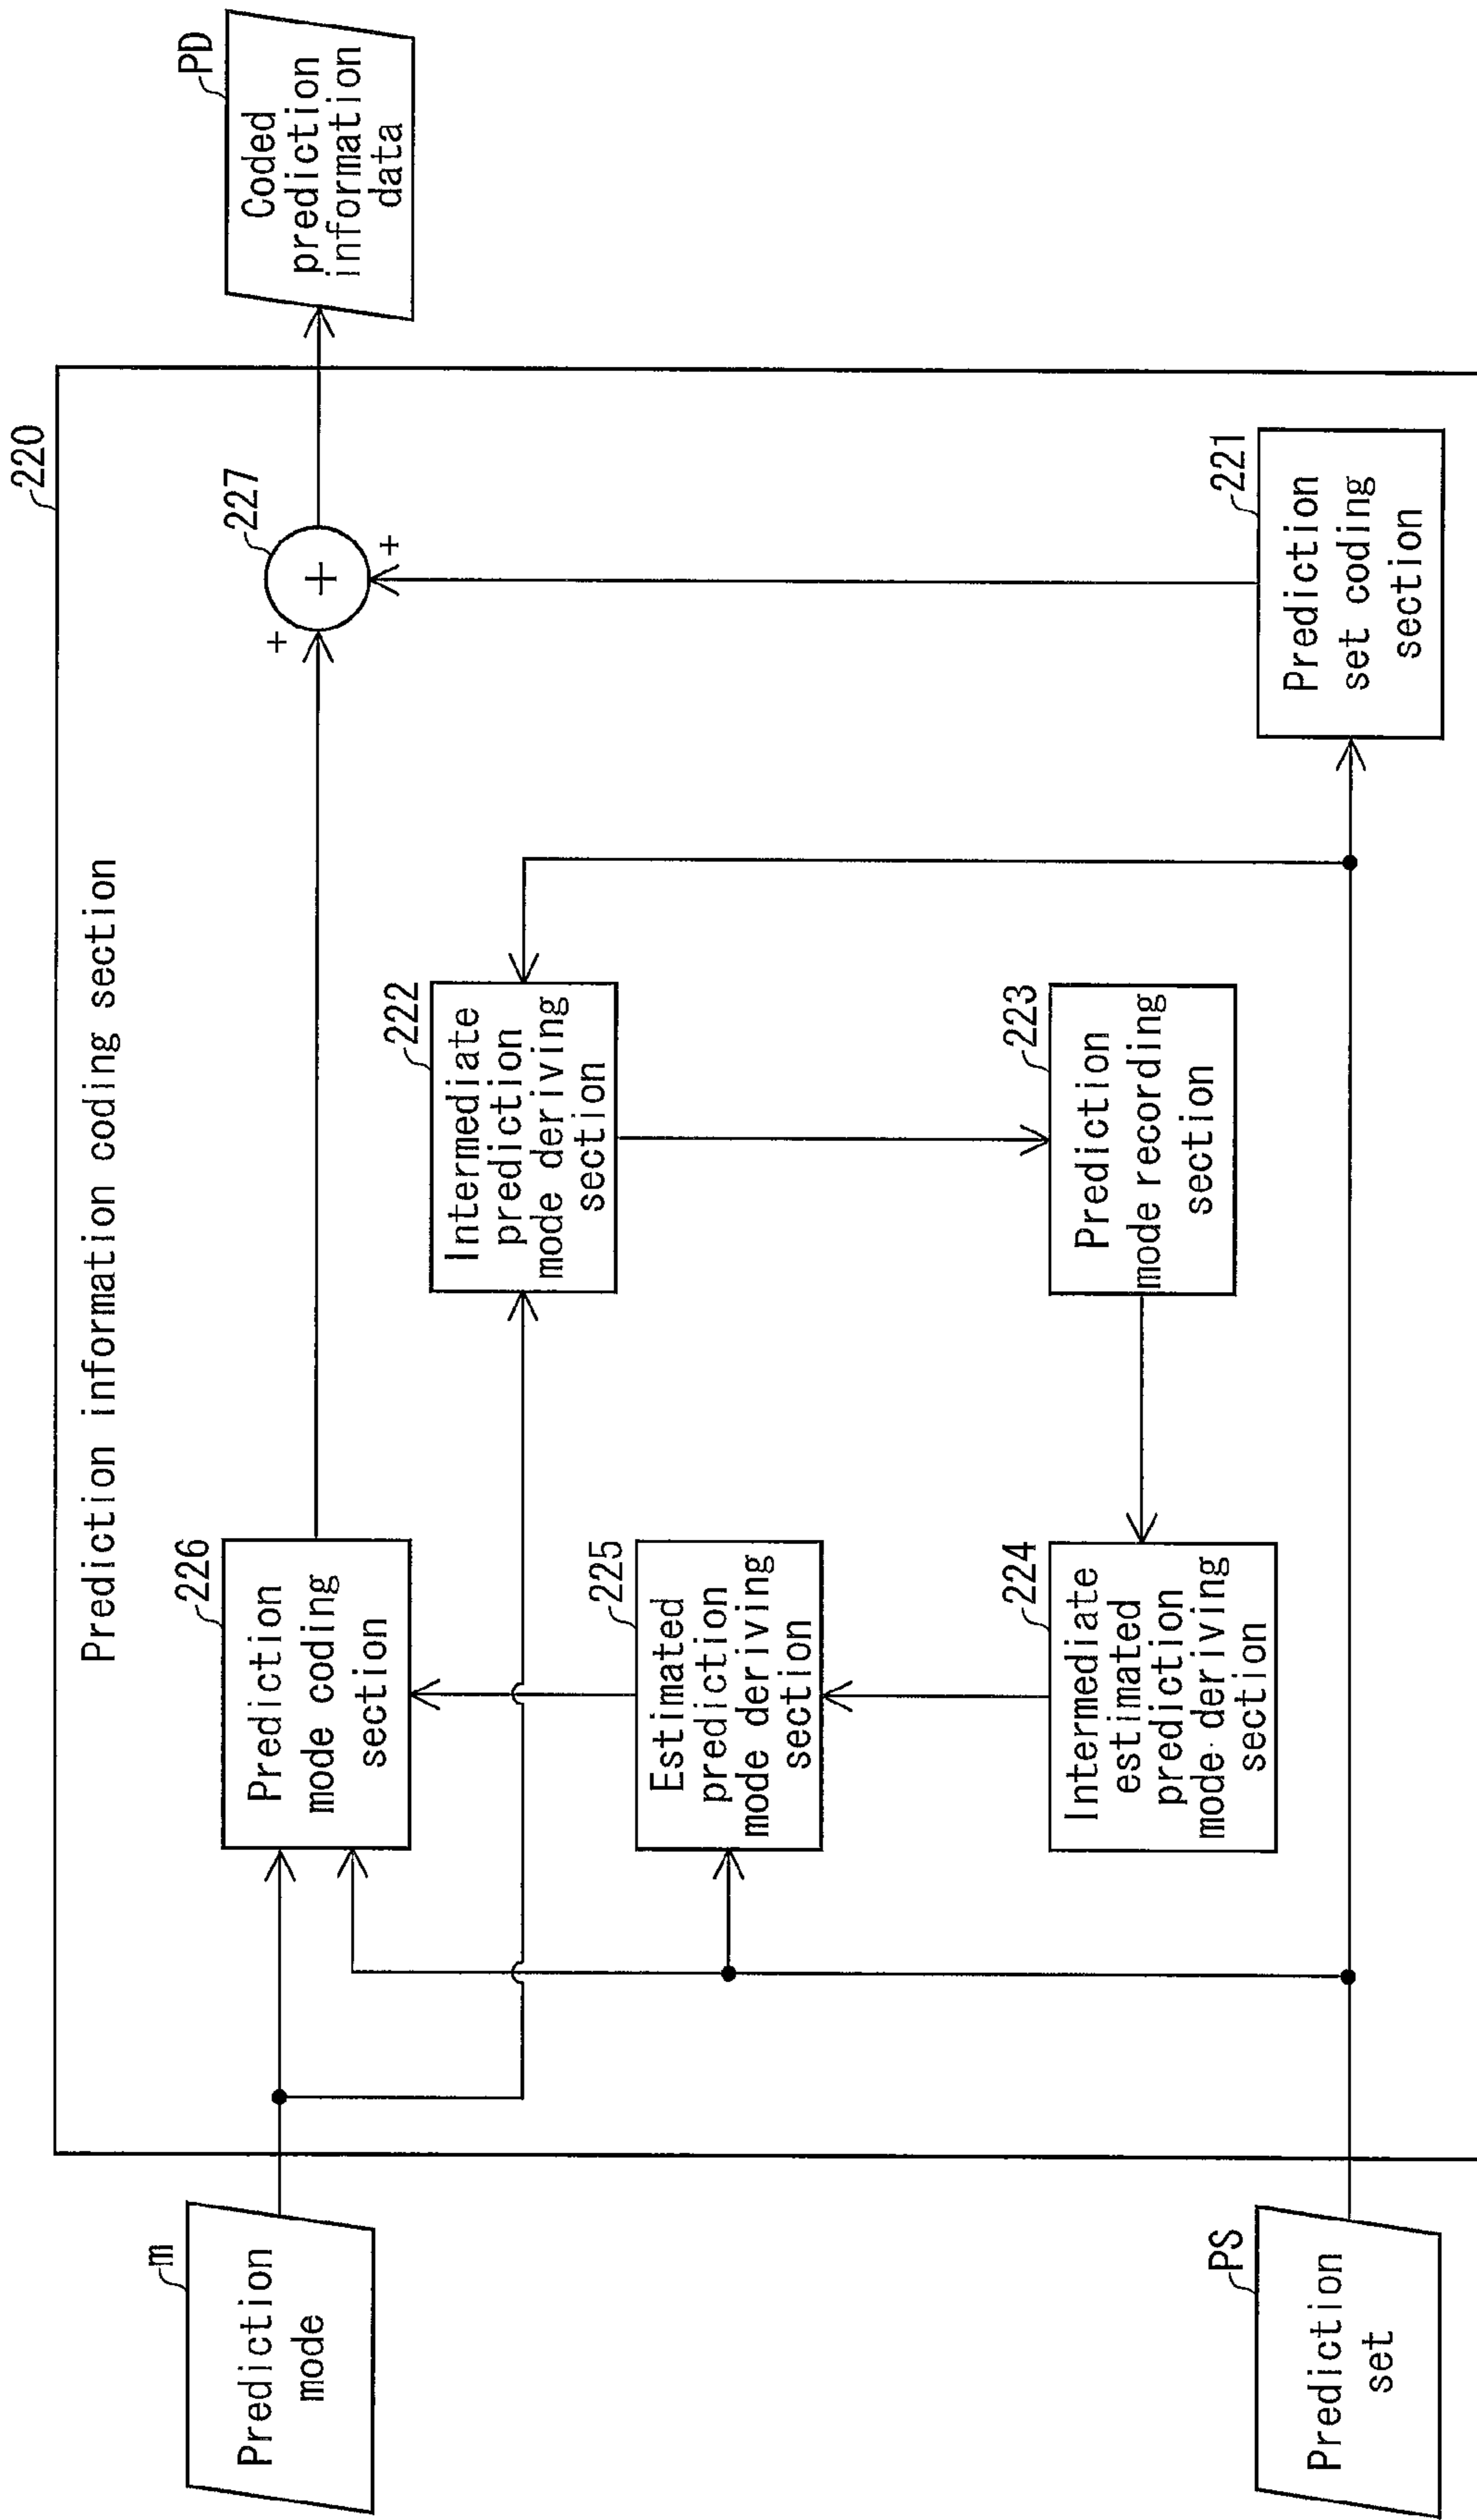 220
Prediction information coding section
m
Prediction
mode
226
Prediction
mode coding
section
227
+
+
+
PD
Coded
prediction
information
data
222
Intermediate
prediction
mode deriving
section
225
Estimated
prediction
mode deriving
section
224
Intermediate
estimated
prediction
mode deriving
section
223
Prediction
mode recording
section
PS
Prediction
set
221
Prediction
set coding
section